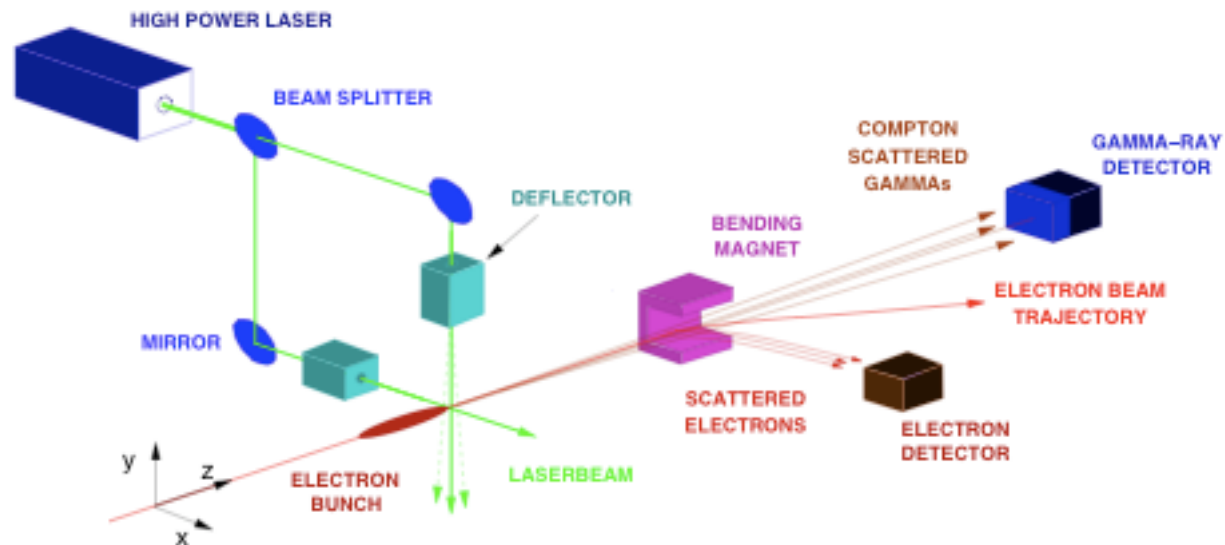 HIGH POWER LASER
BEAM SPLITTER
COMPTON
SCATTERED
GAMMAs
GAMMA-RAY
DETECTOR
DEFLECTOR
BENDING
MAGNET
ELECTRON BEAM
TRAJECTORY
MIRROR
SCATTERED
ELECTRONS
ELECTRON
DETECTOR
LASERBEAM
ELECTRON
BUNCH
y
z
x